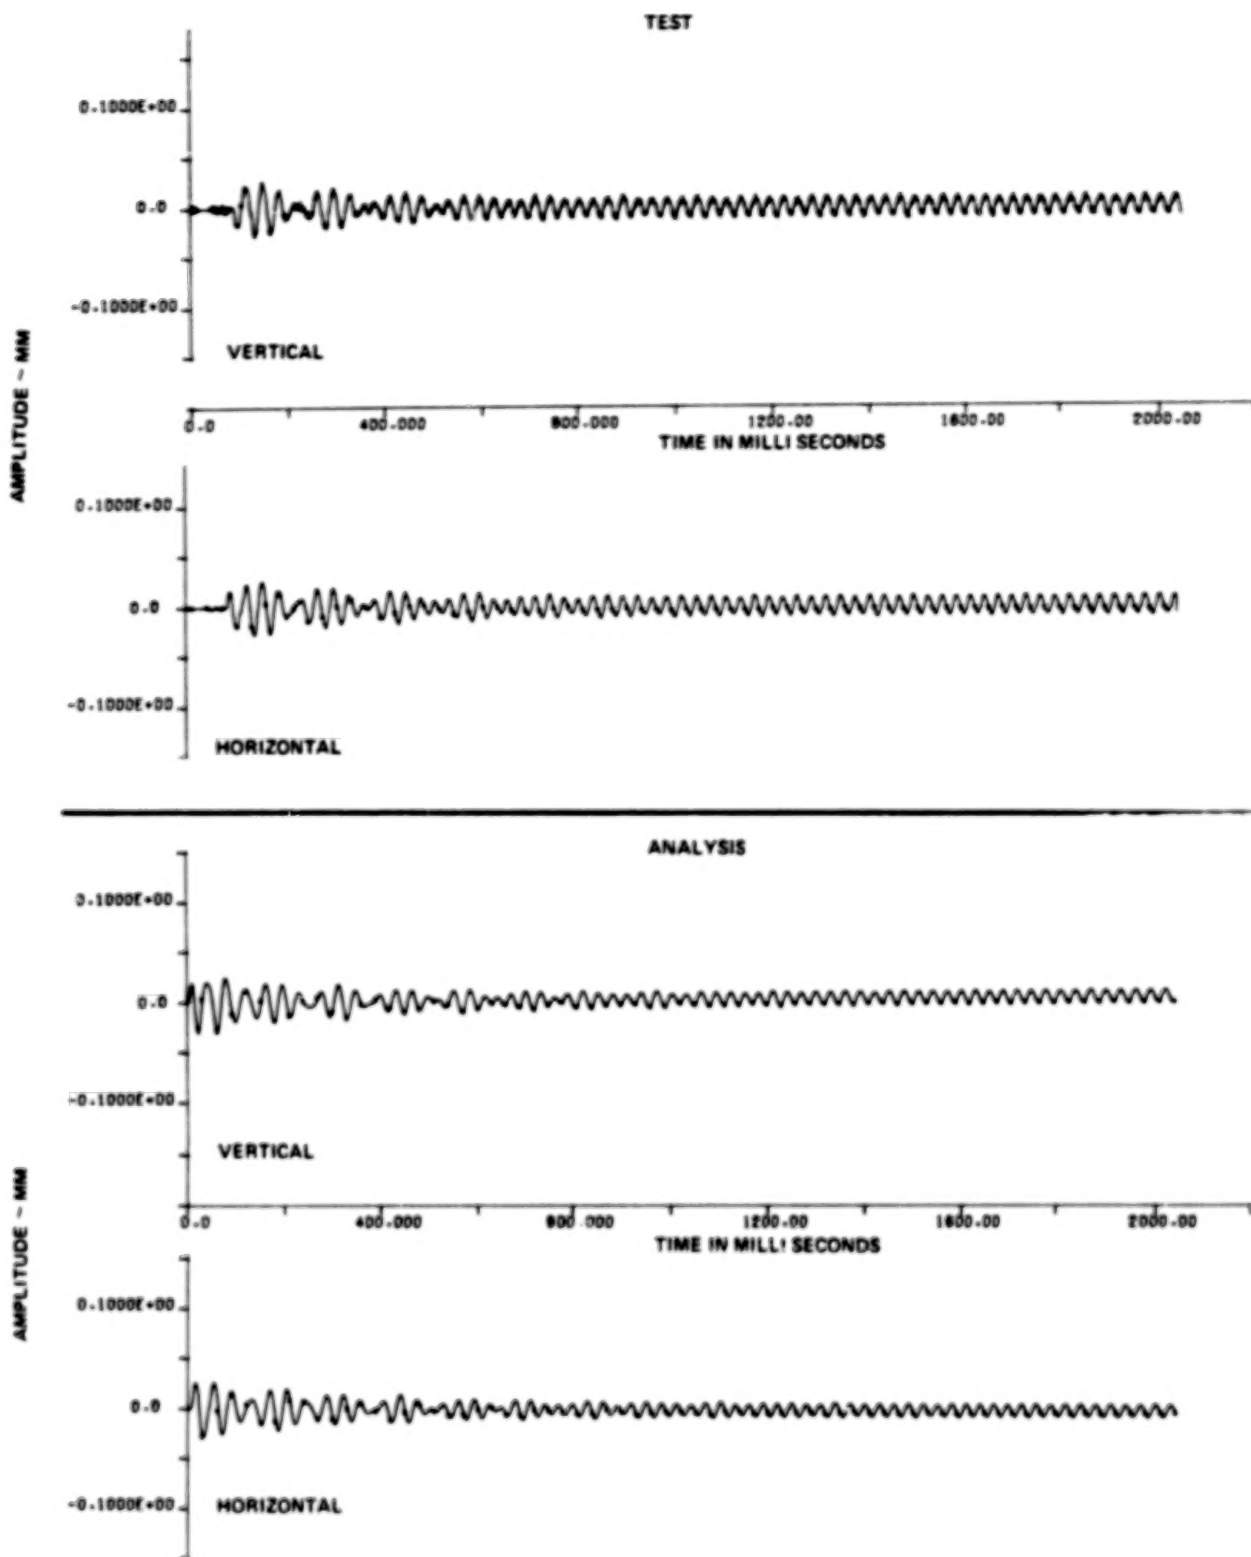 TEST
0.1000E+00
0.0
-0.1000E+00
VERTICAL
AMPLITUDE ~ MM
0.0 400.000 800.000 1200.00 1600.00 2000.00
TIME IN MILLI SECONDS
0.1000E+00
0.0
-0.1000E+00
HORIZONTAL
ANALYSIS
0.1000E+00
0.0
-0.1000E+00
VERTICAL
AMPLITUDE ~ MM
0.0 400.000 800.000 1200.00 1600.00 2000.00
TIME IN MILLI SECONDS
0.1000E+00
0.0
-0.1000E+00
HORIZONTAL